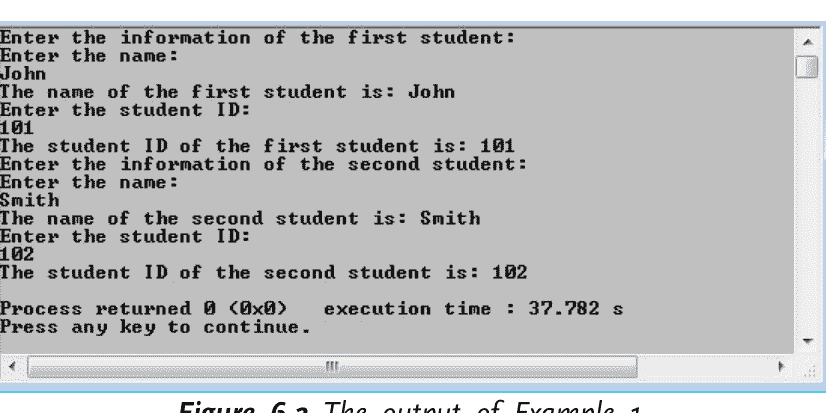 Enter the information of the first student:
Enter the name:
John
The name of the first student is: John
Enter the student ID:
101
The student ID of the first student is: 101
Enter the information of the second student:
Enter the name:
Smith
The name of the second student is: Smith
Enter the student ID:
102
The student ID of the second student is: 102
Process returned 0 (0x0)   execution time : 37.782 s
Press any key to continue.
Figure 6.2 The output of Example 1